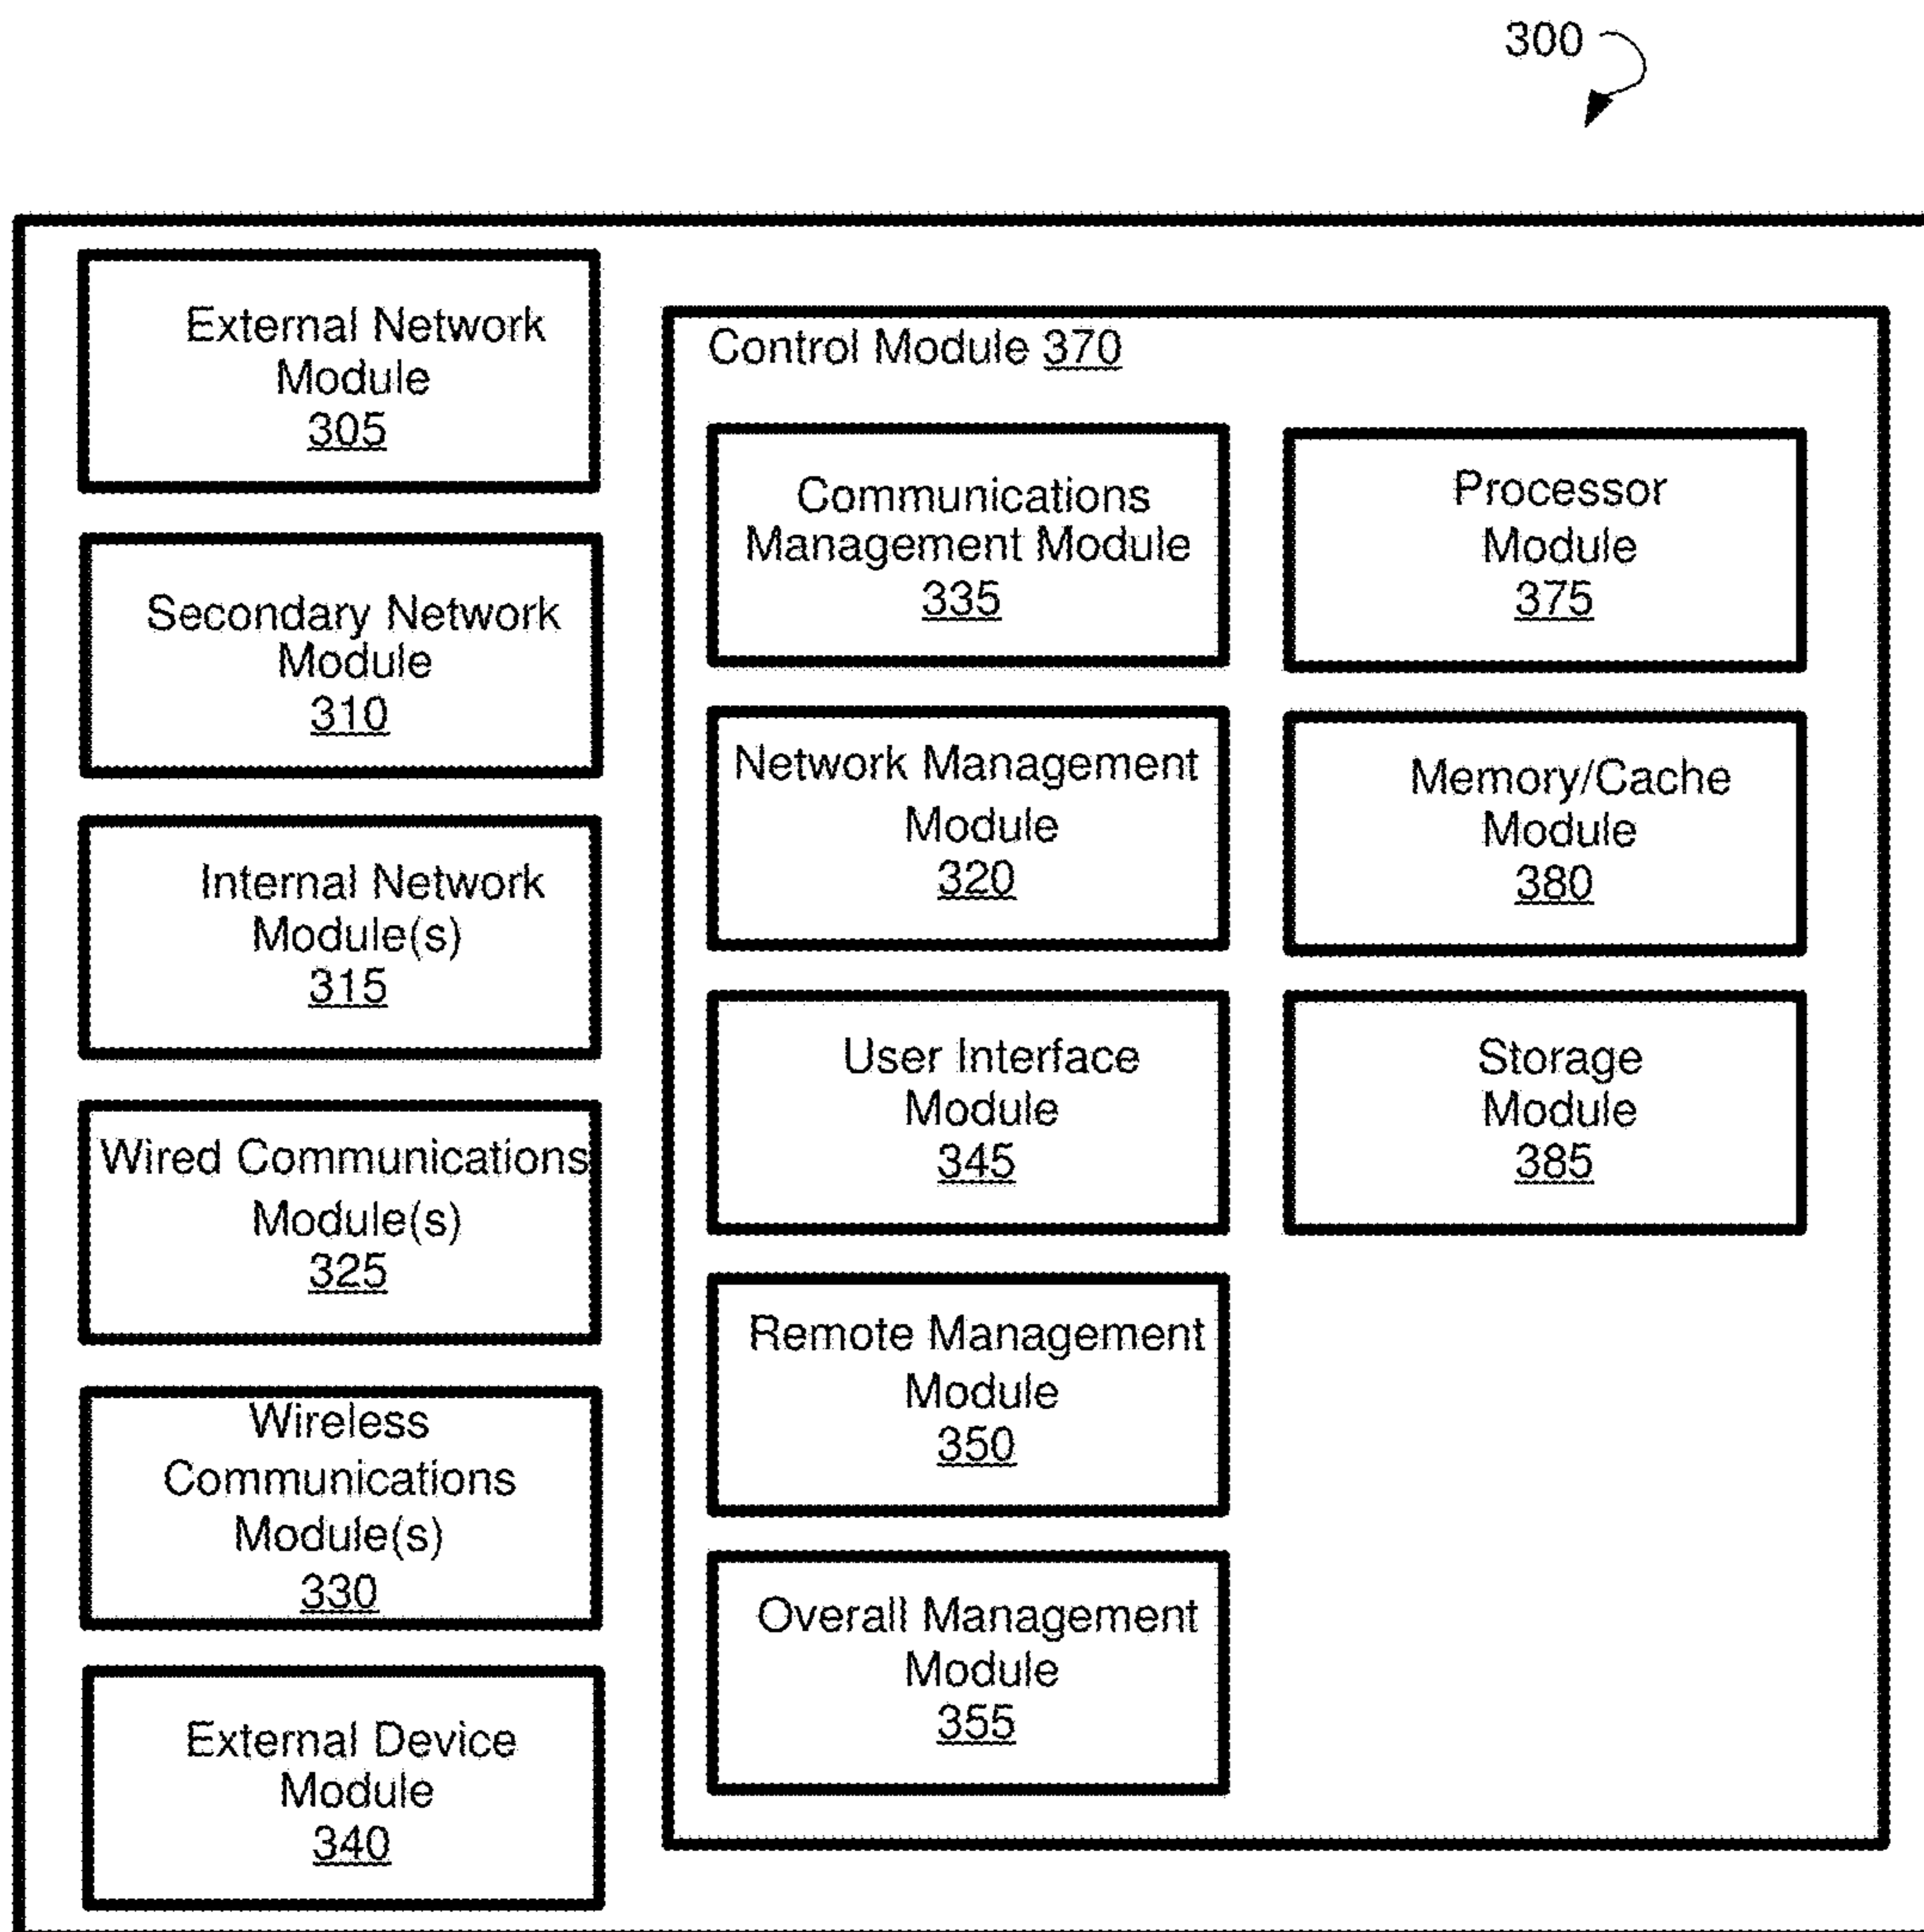 300
External Network
Module
305
Secondary Network
Module
310
Internal Network
Module(s)
315
Wired Communications
Module(s)
325
Wireless
Communications
Module(s)
330
External Device
Module
340
Control Module 370
Communications
Management Module
335
Network Management
Module
320
User Interface
Module
345
Remote Management
Module
350
Overall Management
Module
355
Processor
Module
375
Memory/Cache
Module
380
Storage
Module
385